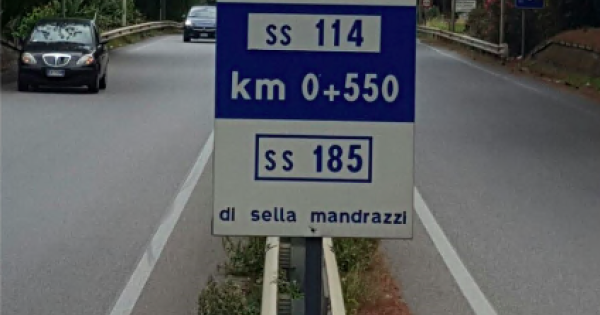 SS 114
km 0+550
SS 185
di sella mandrazzi